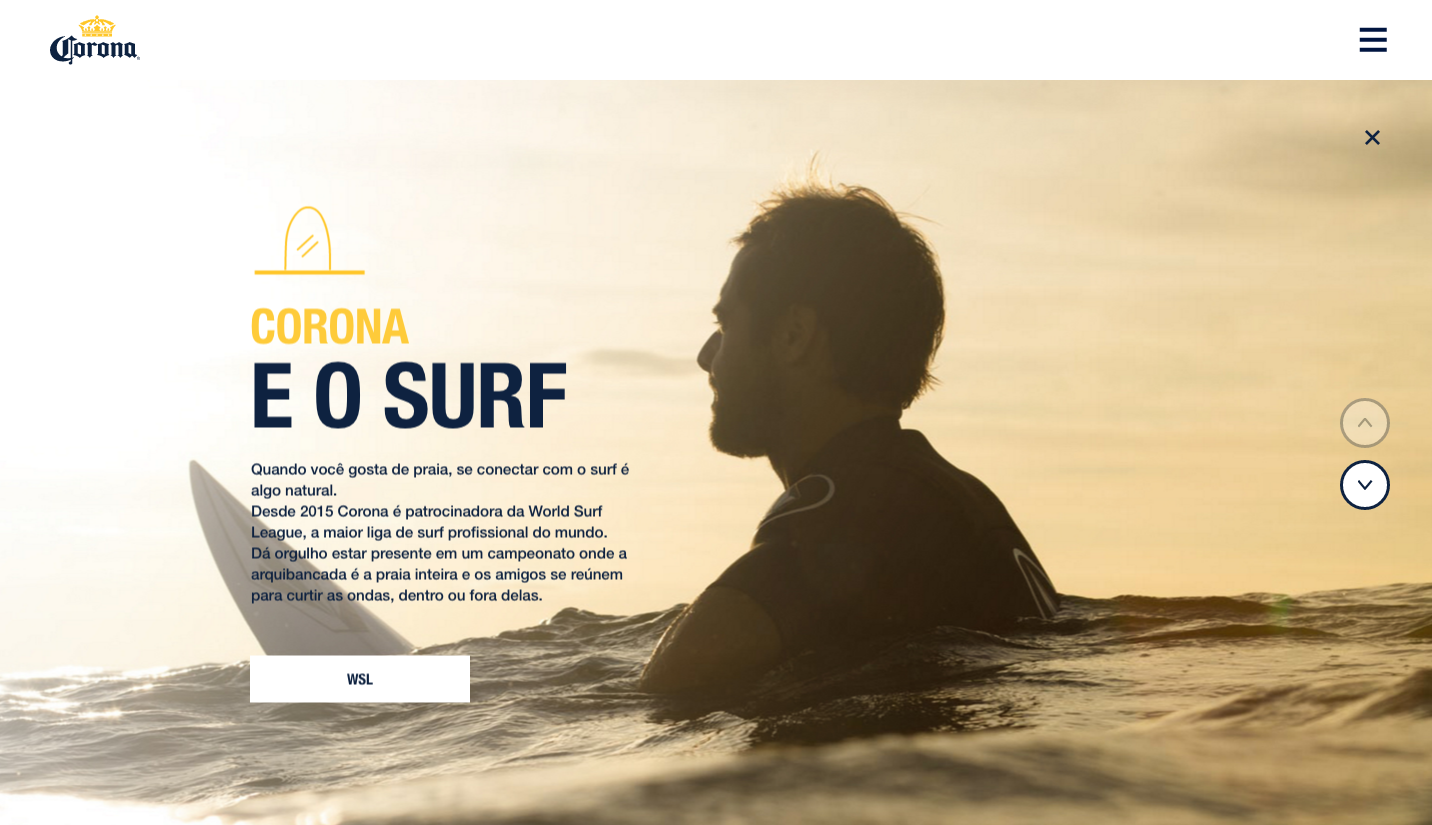 Corona
CORONA
E O SURF
Quando você gosta de praia, se conectar com o surf é
algo natural.
Desde 2015 Corona é patrocinadora da World Surf
League, a maior liga de surf profissional do mundo.
Dá orgulho estar presente em um campeonato onde a
arquibancada é a praia inteira e os amigos se reúnem
para curtir as ondas, dentro ou fora delas.
WSL